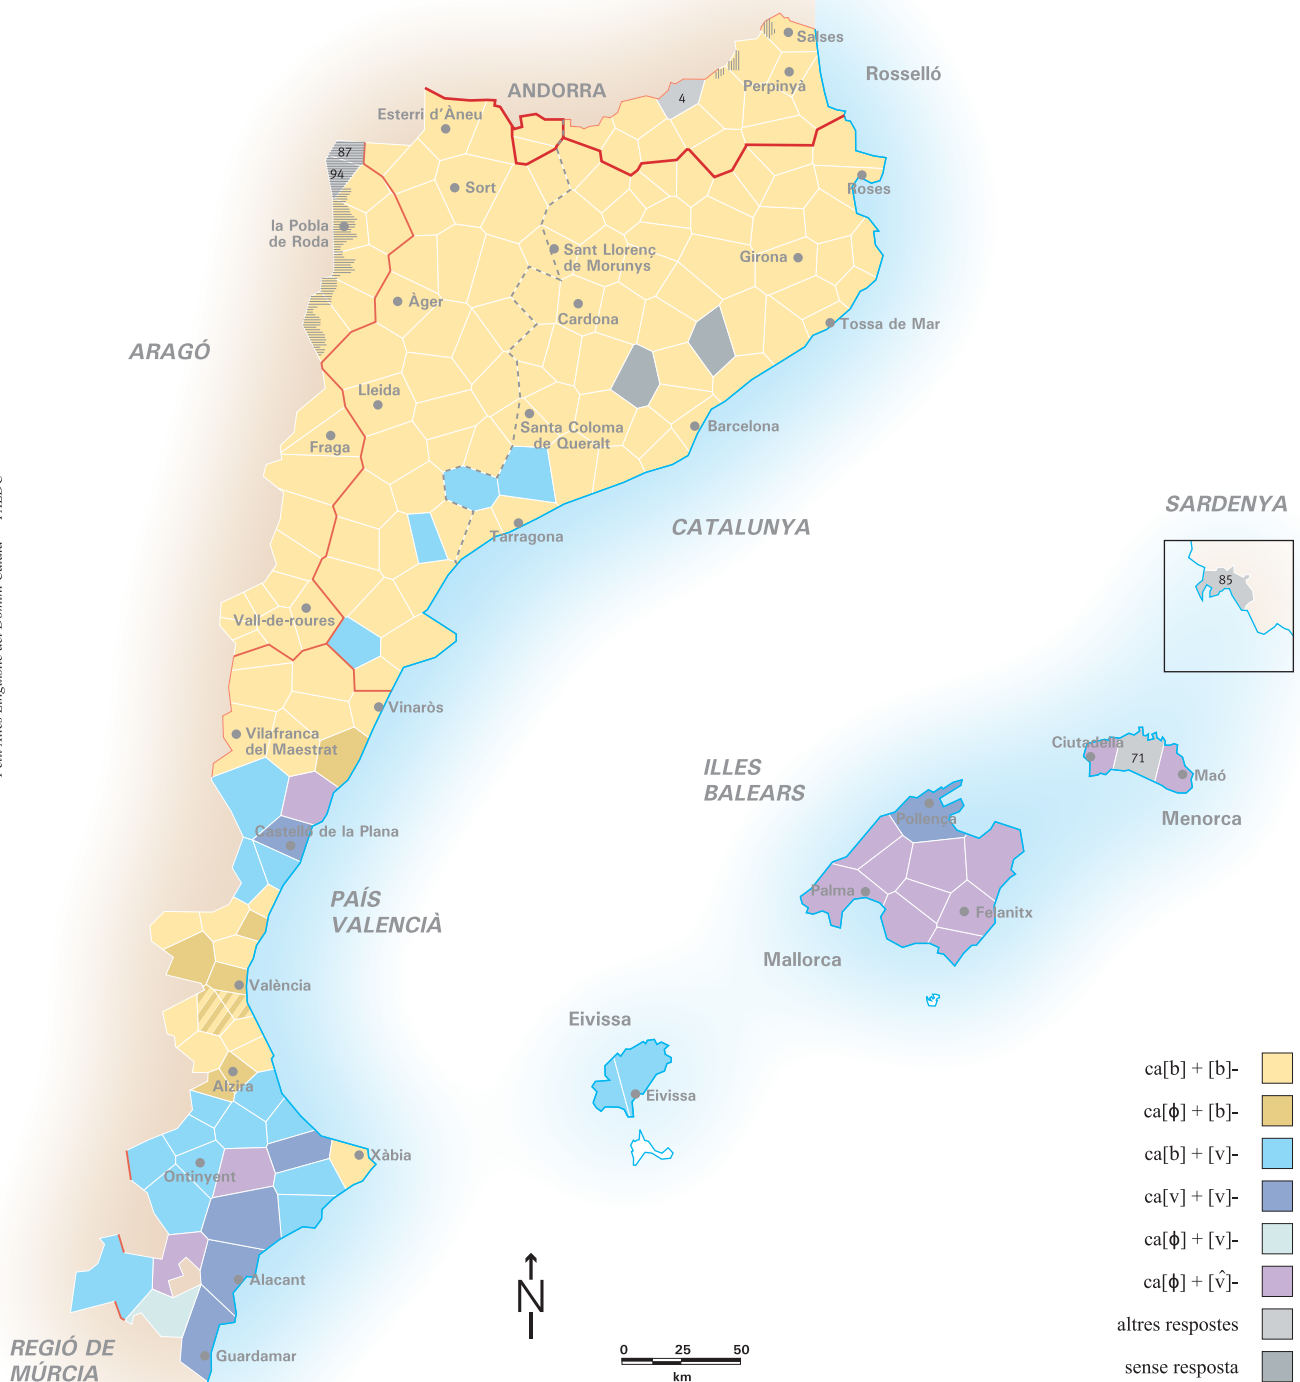 Salses
Rosselló
ANDORRA
Perpinyà
4
Esterri d'Àneu
87
94
Sort
Roses
la Pobla
de Roda
Sant Llorenç
de Morunys
Girona
Àger
Cardona
Tossa de Mar
ARAGÓ
Lleida
Santa Coloma
de Queralt
Barcelona
Fraga
SARDENYA
CATALUNYA
Tarragona
85
Vall-de-roures
Vinaròs
Vilafranca
del Maestrat
Ciutadella
71
Maó
ILLES
BALEARS
Menorca
Pollença
Castelló de la Plana
PAÍS
VALENCIÀ
Palma
Felanitx
Mallorca
València
Eivissa
Alzira
Eivissa
Xàbia
Ontinyent
Alacant
N
REGIÓ DE
MÚRCIA
Guardamar
0 25 50
km
ca[b] + [b]-
ca[ɸ] + [b]-
ca[b] + [v]-
ca[v] + [v]-
ca[ɸ] + [v]-
ca[ɸ] + [v̂]-
altres respostes
sense resposta